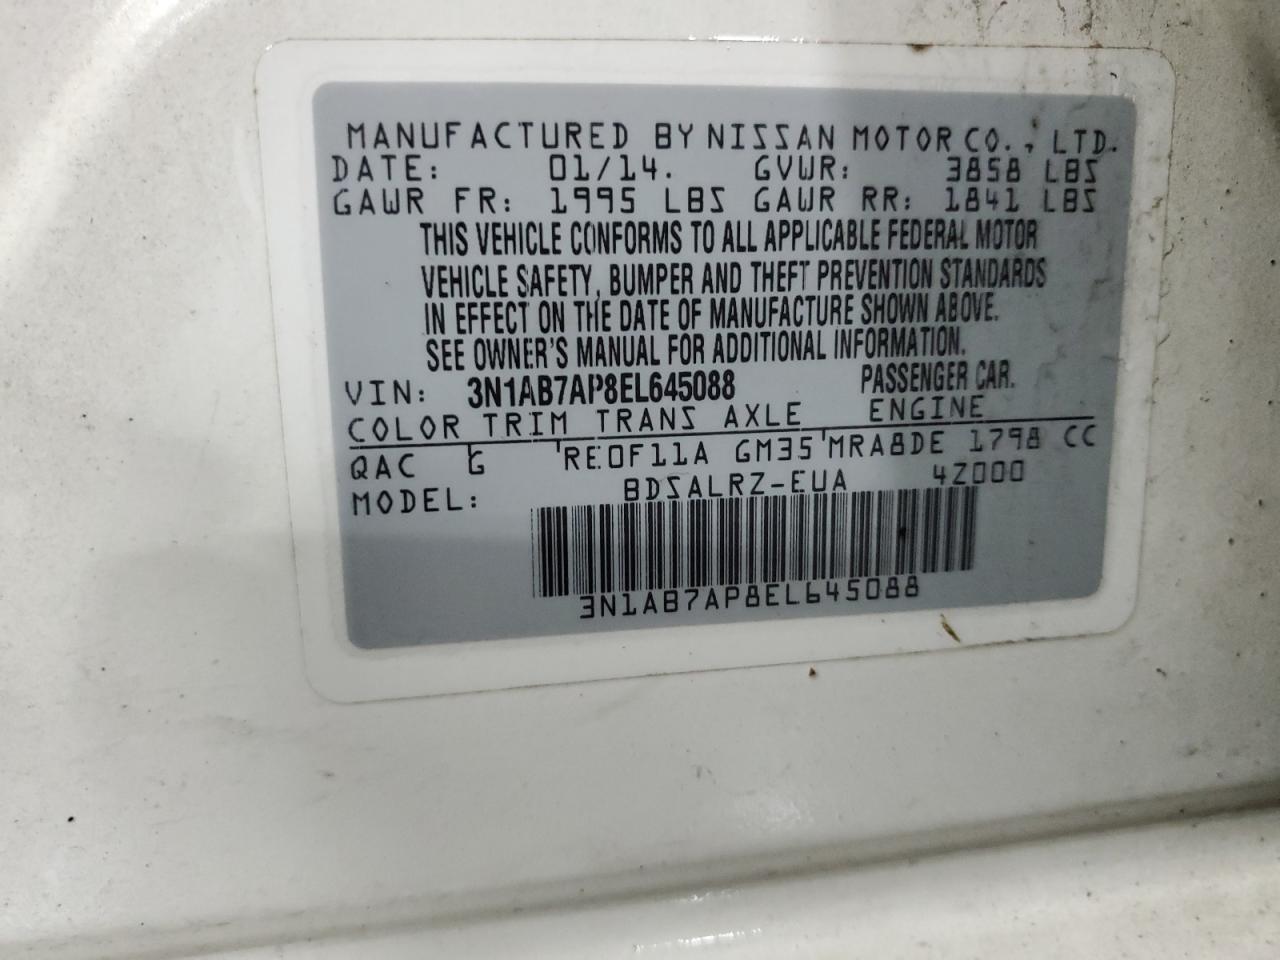 MANUFACTURED BY NISSAN MOTOR CO., LTD.
DATE: 01/14. GVWR: 3858 LBS
GAWR FR: 1995 LBS GAWR RR: 1841 LBS
THIS VEHICLE CONFORMS TO ALL APPLICABLE FEDERAL MOTOR
VEHICLE SAFETY, BUMPER AND THEFT PREVENTION STANDARDS
IN EFFECT ON THE DATE OF MANUFACTURE SHOWN ABOVE.
SEE OWNER'S MANUAL FOR ADDITIONAL INFORMATION.
VIN: 3N1AB7AP8EL645088 PASSENGER CAR.
COLOR TRIM TRANS AXLE ENGINE
QAC G RE0F11A GM35 MRA8DE 1798 CC
MODEL: BDSALRZ-EUA 4Z000
3N1AB7AP8EL645088